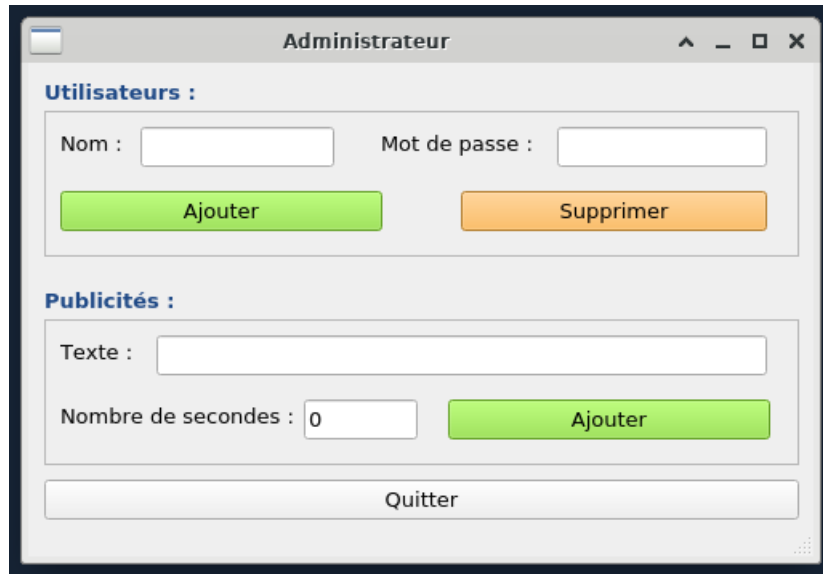 Administrateur
Utilisateurs :
Nom : Mot de passe :
Ajouter Supprimer
Publicités :
Texte :
Nombre de secondes : 0 Ajouter
Quitter